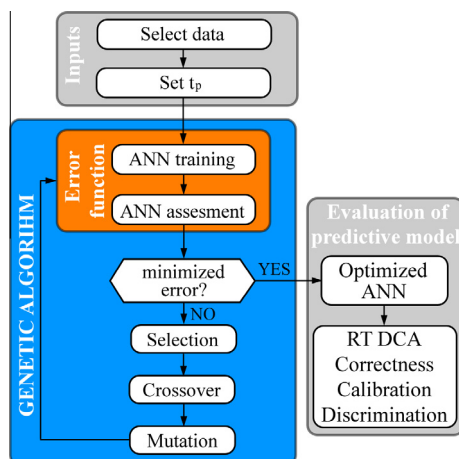 Inputs
Select data
Set tₚ
GENETIC ALGORIHM
Error
function
ANN training
ANN assesment
minimized
error?
YES
NO
Selection
Crossover
Mutation
Evaluation of
predictive model
Optimized
ANN
RT DCA
Correctness
Calibration
Discrimination